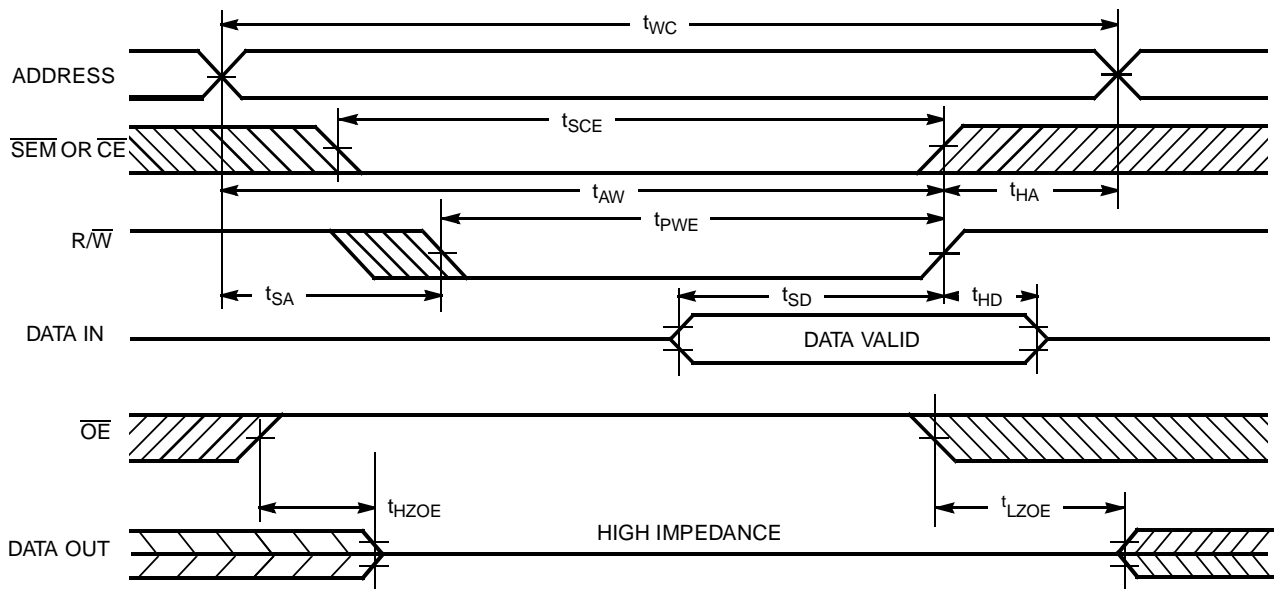 tWC
ADDRESS
tSCE
SEM OR CE
tAW
tHA
tPWE
R/W
tSA
tSD
tHD
DATA IN
DATA VALID
OE
tHZOE
tLZOE
HIGH IMPEDANCE
DATA OUT